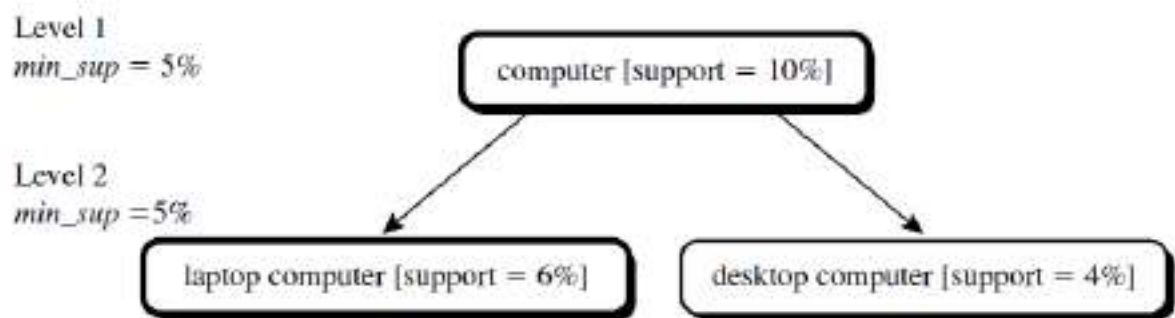 Level 1
min_sup = 5%
computer [support = 10%]
Level 2
min_sup =5%
laptop computer [support = 6%]
desktop computer [support = 4%]